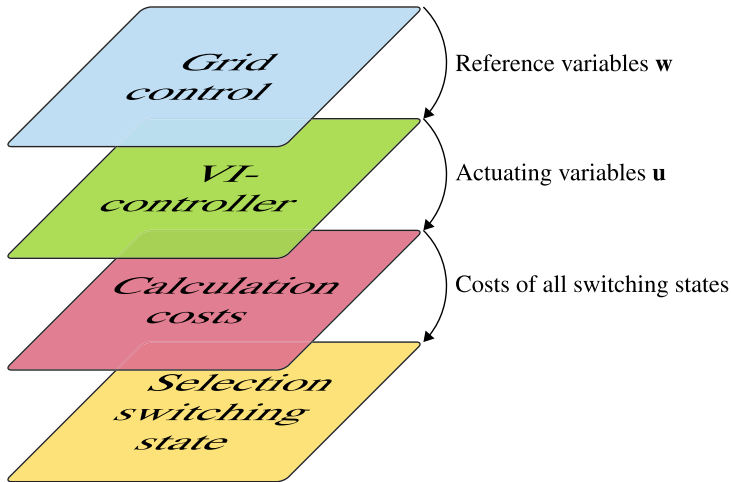 Grid
control
Reference variables w
VI-
controller
Actuating variables u
Calculation
costs
Costs of all switching states
Selection
switching
state